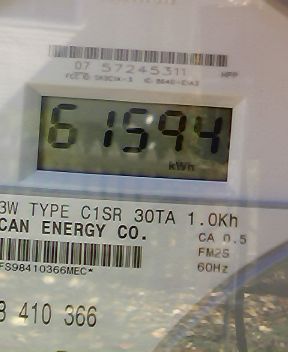 07 57245311
61594
kWh
3W TYPE C1SR 30TA 1.0Kh
CAN ENERGY CO.
CA 0.5
FM2S
60Hz
FS98410366MEC*
8 410 366